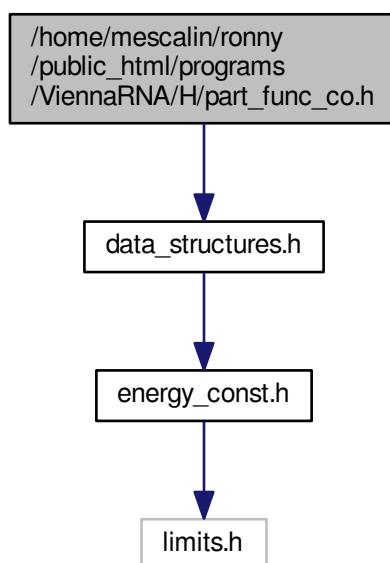 /home/mescalin/ronny
/public_html/programs
/ViennaRNA/H/part_func_co.h
data_structures.h
energy_const.h
limits.h